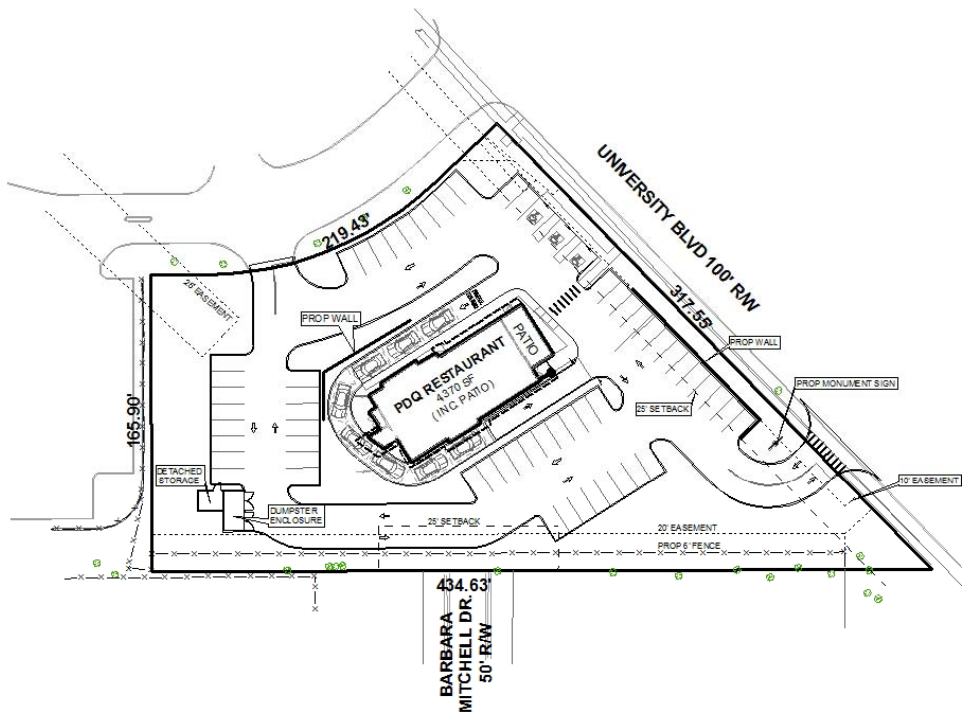 UNIVERSITY BLVD 100' R/W
219.43'
317.55'
25' EASEMENT
PROP WALL
PROP WALL
PATIO
PDQ RESTAURANT
4370 SF
(INC. PATIO)
PROP MONUMENT SIGN
25' SETBACK
165.90'
DETACHED
STORAGE
DUMPSTER
ENCLOSURE
10' EASEMENT
25' SETBACK
20' EASEMENT
PROP 6' FENCE
434.63'
BARBARA
MITCHELL DR.
50' R/W